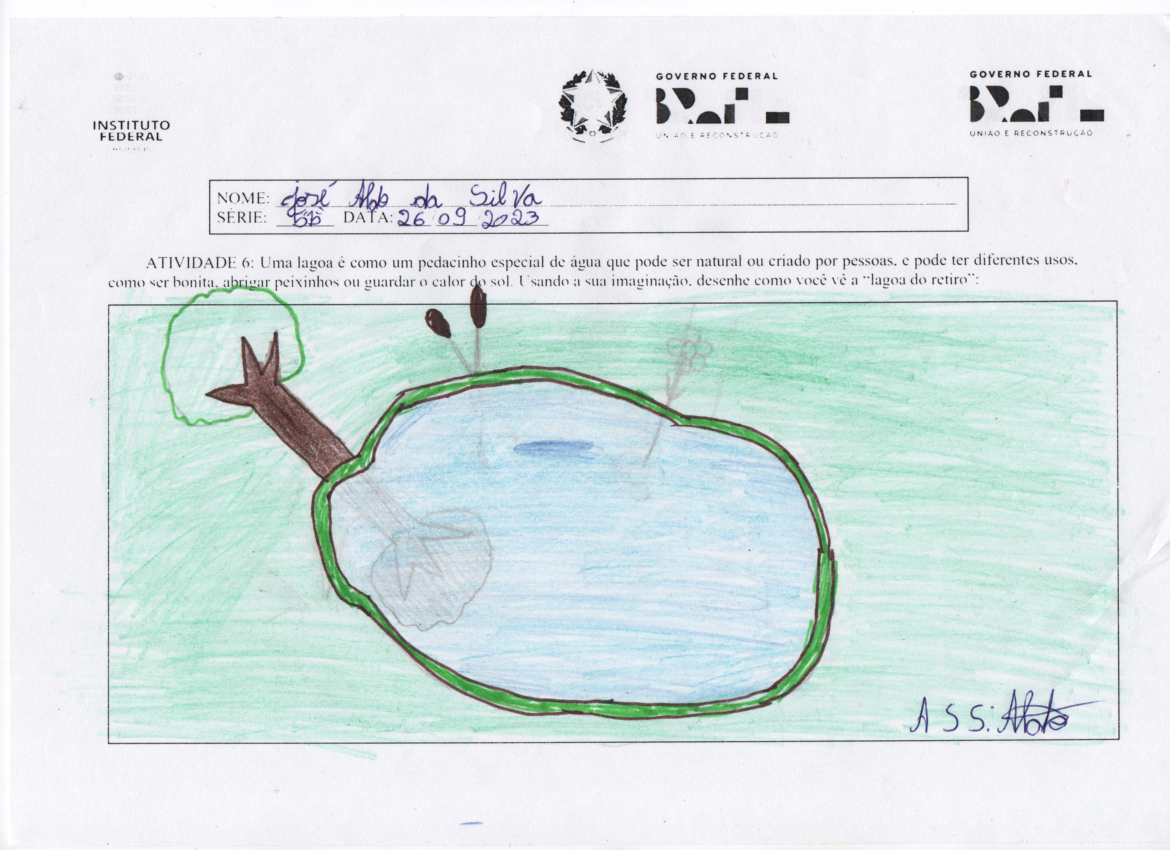 INSTITUTO
FEDERAL
GOVERNO FEDERAL
BRASIL
UNIÃO E RECONSTRUÇÃO
GOVERNO FEDERAL
BRASIL
UNIÃO E RECONSTRUÇÃO
NOME: José da Silva
SÉRIE: DATA: 26 09 2023
ATIVIDADE 6: Uma lagoa é como um pedacinho especial de água que pode ser natural ou criado por pessoas, e pode ter diferentes usos,
como ser bonita, abrigar peixinhos ou guardar o calor do sol. Usando a sua imaginação, desenhe como você vê a “lagoa do retiro”:
ASS: